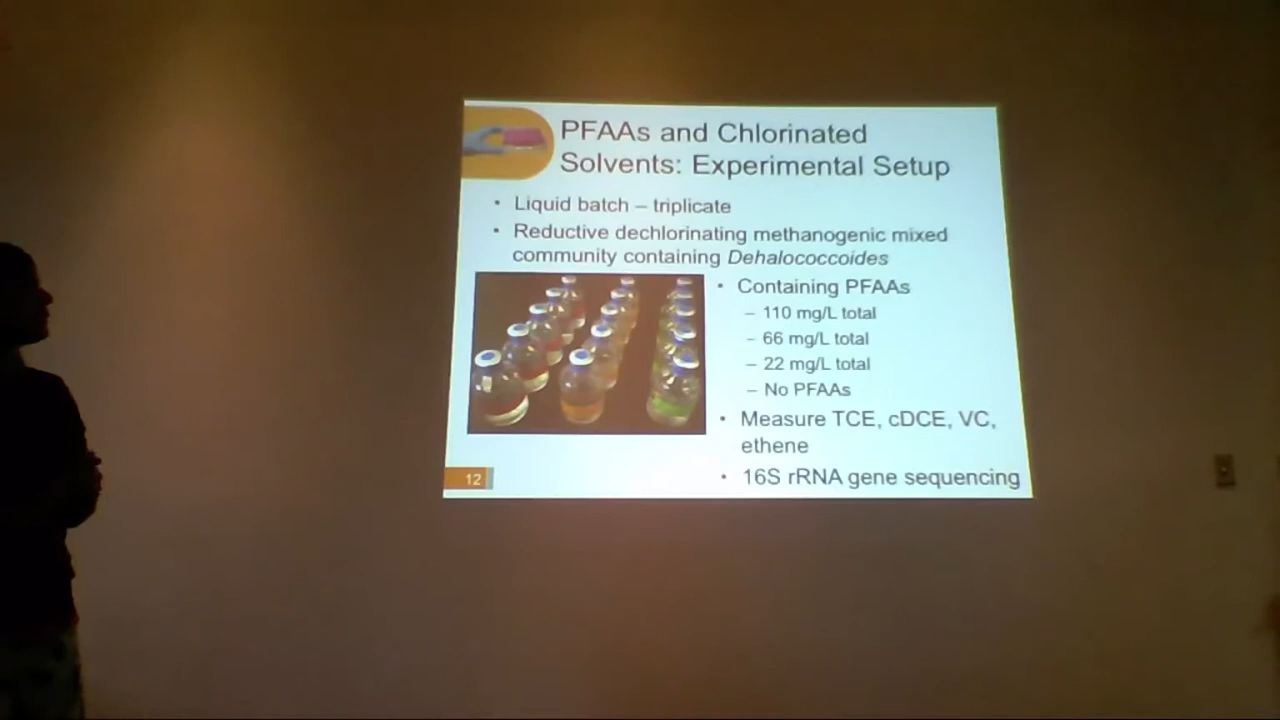 PFAAs and Chlorinated
Solvents: Experimental Setup
• Liquid batch – triplicate
• Reductive dechlorinating methanogenic mixed
community containing Dehalococcoides
• Containing PFAAs
– 110 mg/L total
– 66 mg/L total
– 22 mg/L total
– No PFAAs
• Measure TCE, cDCE, VC,
ethene
• 16S rRNA gene sequencing
12